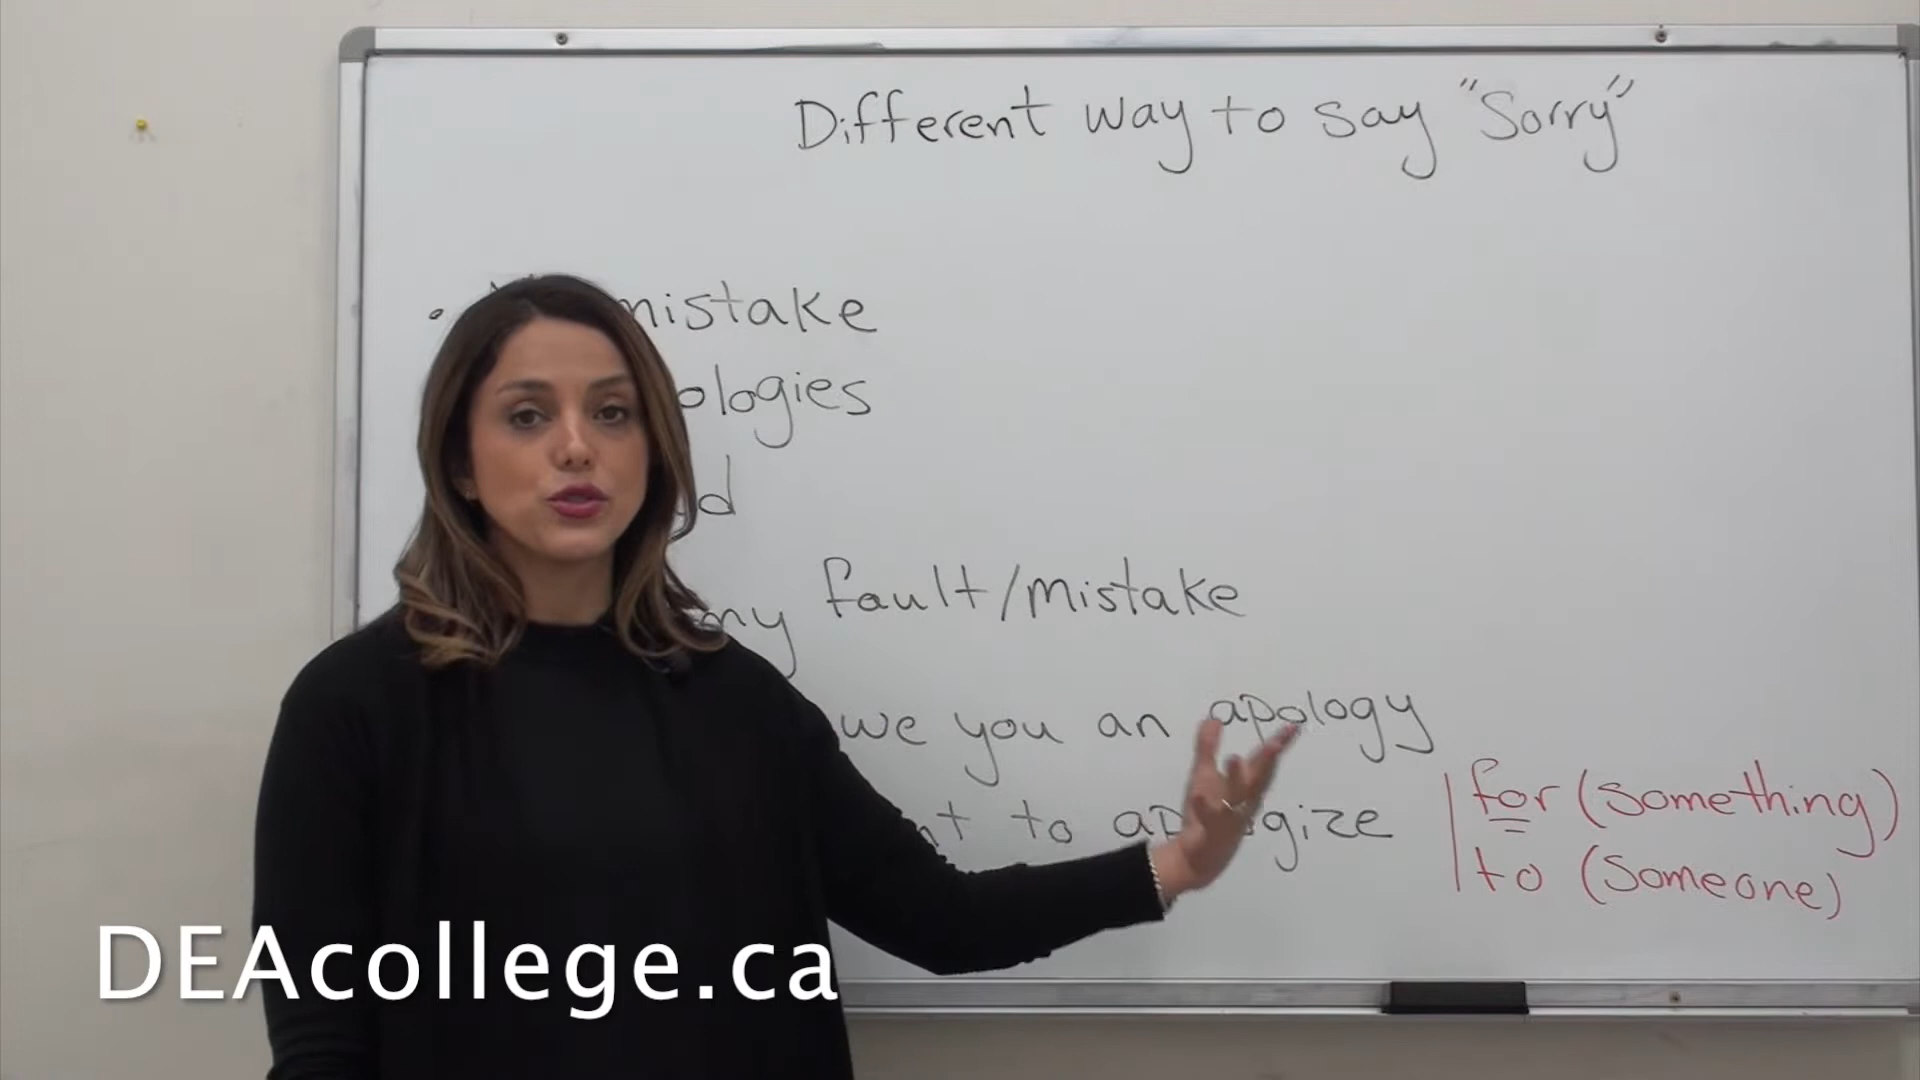 Different way to say "Sorry"
• mistake
ologies
my fault/mistake
we you an apology
to apologize
for (something)
to (someone)
DEAcollege.ca